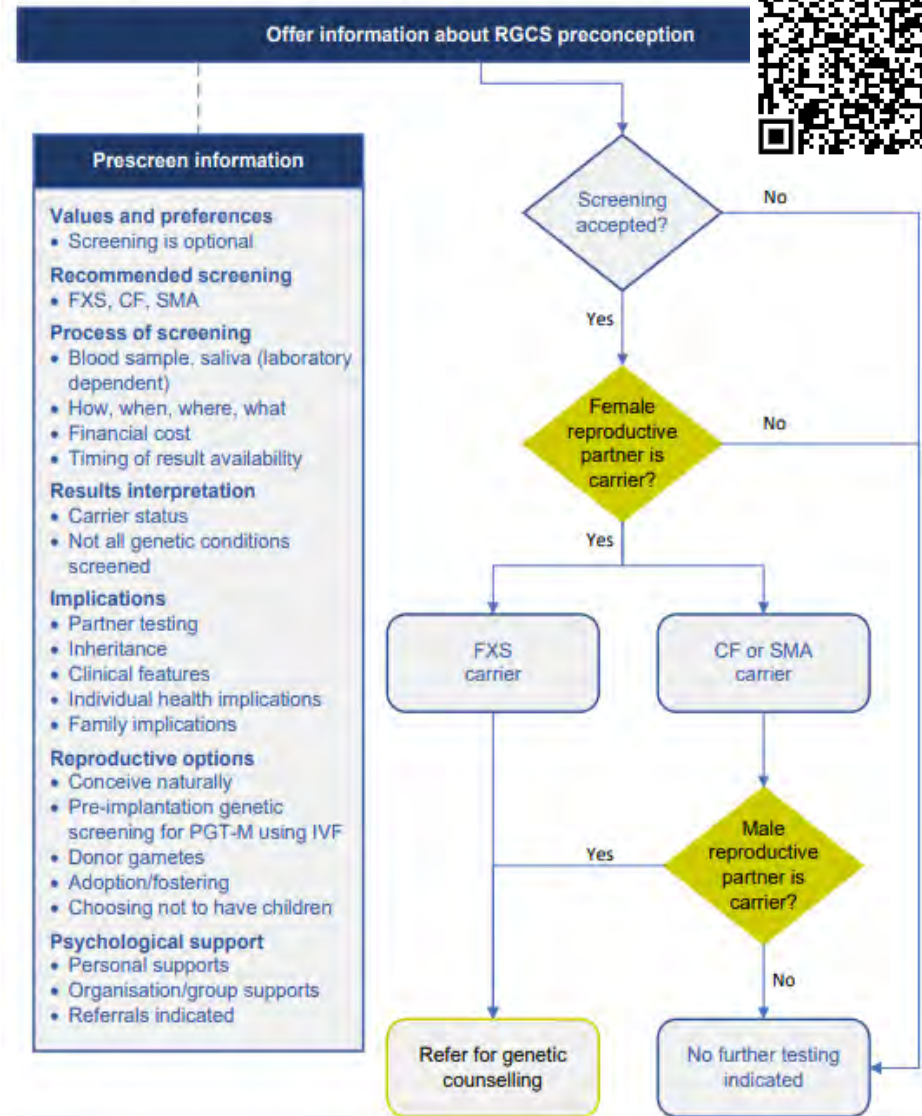 Offer information about RGCS preconception
Prescreen information
Values and preferences
• Screening is optional
Recommended screening
• FXS, CF, SMA
Process of screening
• Blood sample, saliva (laboratory
dependent)
• How, when, where, what
• Financial cost
• Timing of result availability
Results interpretation
• Carrier status
• Not all genetic conditions
screened
Implications
• Partner testing
• Inheritance
• Clinical features
• Individual health implications
• Family implications
Reproductive options
• Conceive naturally
• Pre-implantation genetic
screening for PGT-M using IVF
• Donor gametes
• Adoption/fostering
• Choosing not to have children
Psychological support
• Personal supports
• Organisation/group supports
• Referrals indicated
Screening
accepted?
No
Yes
Female
reproductive
partner is
carrier?
No
Yes
FXS
carrier
CF or SMA
carrier
Male
reproductive
partner is
carrier?
Yes
No
Refer for genetic
counselling
No further testing
indicated